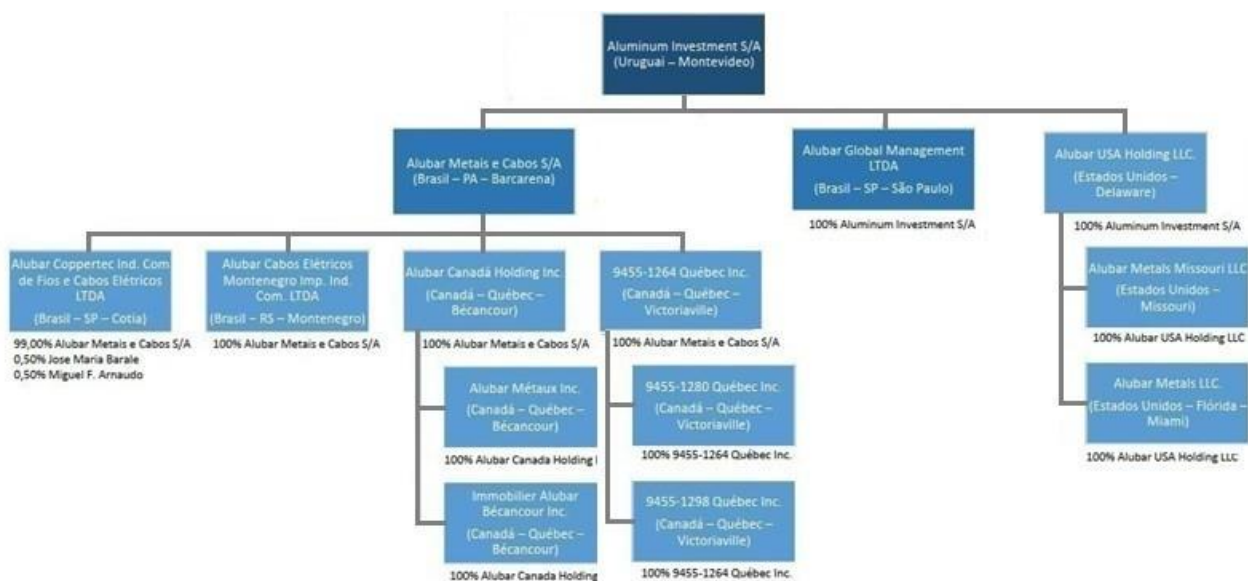 Aluminum Investment S/A
(Uruguai – Montevideo)
Alubar Metais e Cabos S/A
(Brasil – PA – Barcarena)
Alubar Global Management
LTDA
(Brasil – SP – São Paulo)
100% Aluminum Investment S/A
Alubar USA Holding LLC.
(Estados Unidos –
Delaware)
100% Aluminum Investment S/A
Alubar Coppertec Ind. Com
de Fios e Cabos Elétricos
LTDA
(Brasil – SP – Cotia)
99,00% Alubar Metais e Cabos S/A
0,50% Jose Maria Barale
0,50% Miguel F. Arnaudo
Alubar Cabos Elétricos
Montenegro Imp. Ind.
Com. LTDA
(Brasil – RS – Montenegro)
100% Alubar Metais e Cabos S/A
Alubar Canadá Holding Inc.
(Canadá – Québec –
Bécancour)
100% Alubar Metais e Cabos S/A
9455-1264 Québec Inc.
(Canadá – Québec –
Victoriaville)
100% Alubar Metais e Cabos S/A
Alubar Metals Missouri LLC
(Estados Unidos –
Missouri)
100% Alubar USA Holding LLC
Alubar Métaux Inc.
(Canadá – Québec –
Bécancour)
100% Alubar Canada Holding I
9455-1280 Québec Inc.
(Canadá – Québec –
Victoriaville)
100% 9455-1264 Québec Inc.
Alubar Metals LLC.
(Estados Unidos – Flórida –
Miami)
100% Alubar USA Holding LLC
Immobilier Alubar
Bécancour Inc.
(Canadá – Québec –
Bécancour)
100% Alubar Canada Holding
9455-1298 Québec Inc.
(Canadá – Québec –
Victoriaville)
100% 9455-1264 Québec Inc.